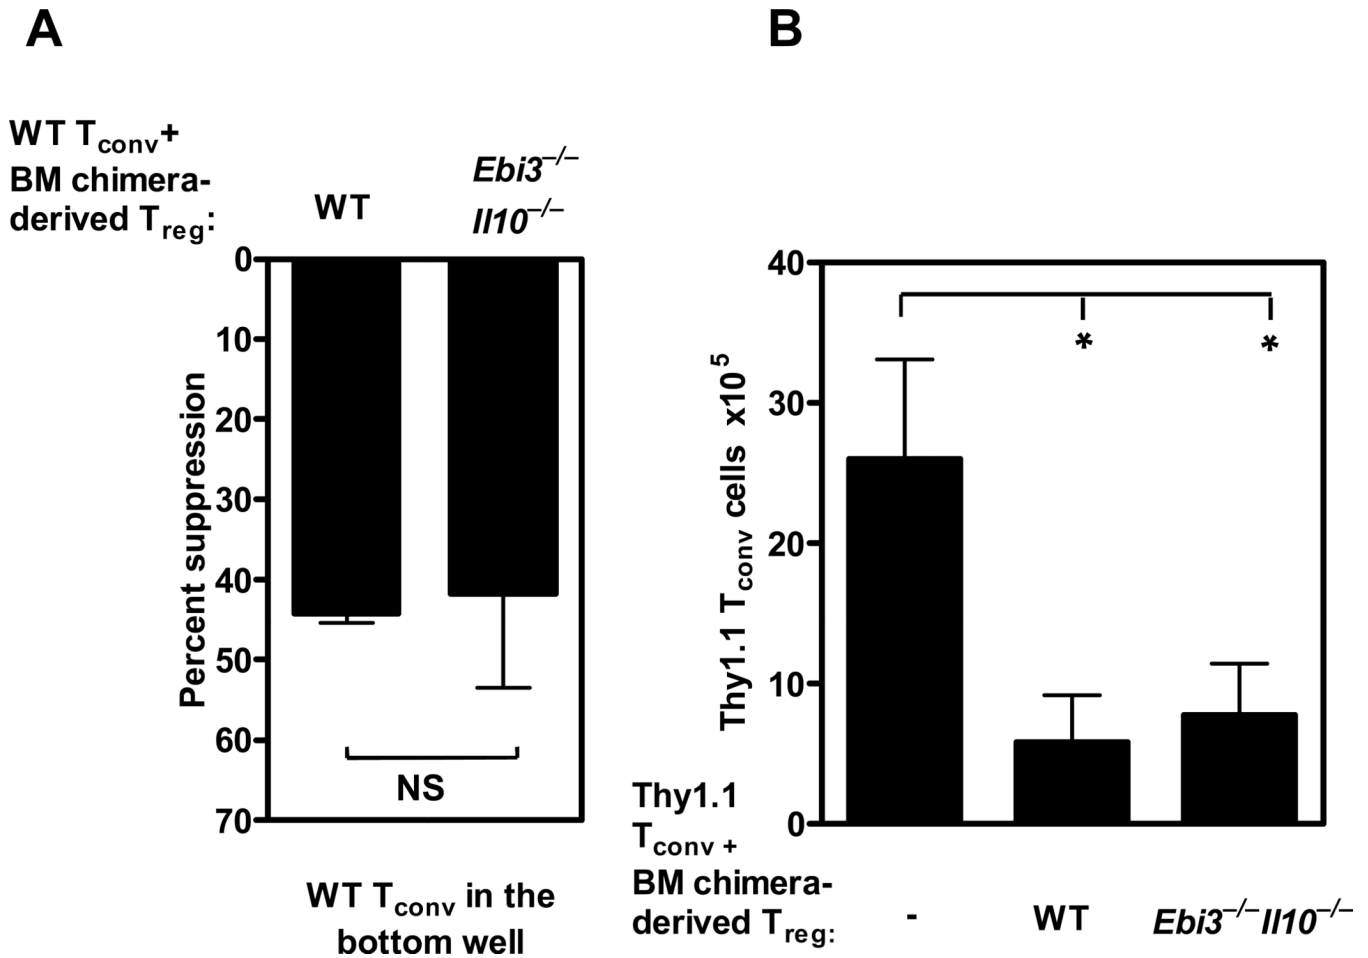 A
WT Tconv+
BM chimera-
derived Treg:
WT
Ebi3–/–
Il10–/–
0
10
20
30
40
50
60
70
Percent suppression
NS
WT Tconv in the
bottom well
B
40
30
20
10
0
Thy1.1 Tconv cells x10^5
*
*
Thy1.1
Tconv +
BM chimera-
derived Treg:
-
WT
Ebi3–/–Il10–/–